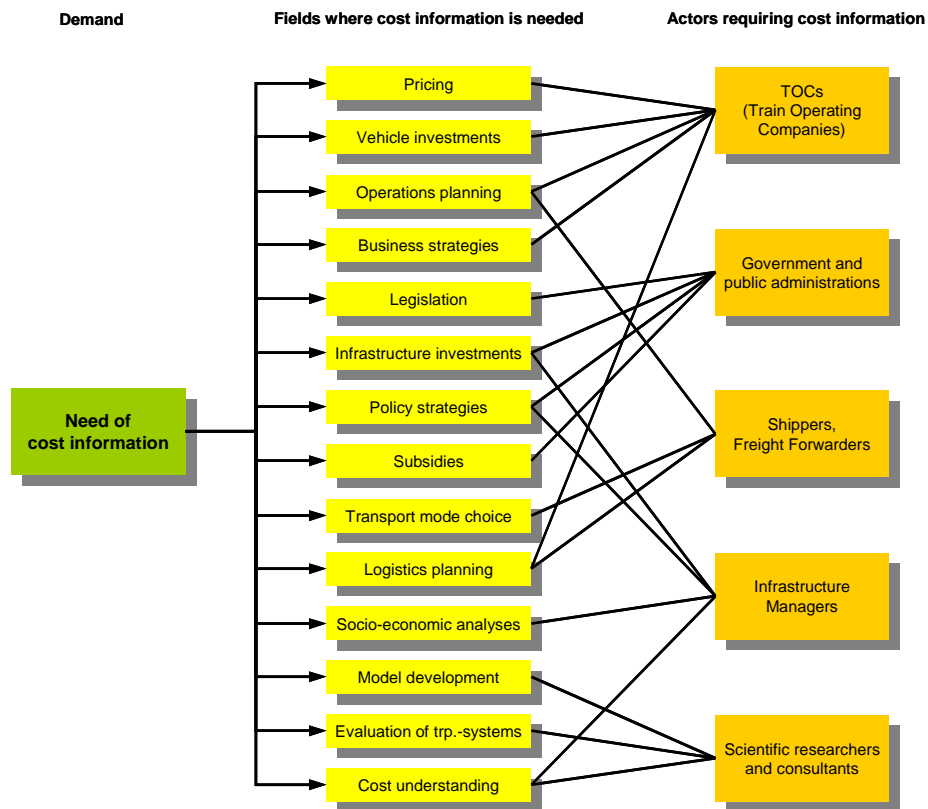 Demand
Fields where cost information is needed
Actors requiring cost information
Need of
cost information
Pricing
Vehicle investments
Operations planning
Business strategies
Legislation
Infrastructure investments
Policy strategies
Subsidies
Transport mode choice
Logistics planning
Socio-economic analyses
Model development
Evaluation of trp.-systems
Cost understanding
TOCs
(Train Operating
Companies)
Government and
public administrations
Shippers,
Freight Forwarders
Infrastructure
Managers
Scientific researchers
and consultants